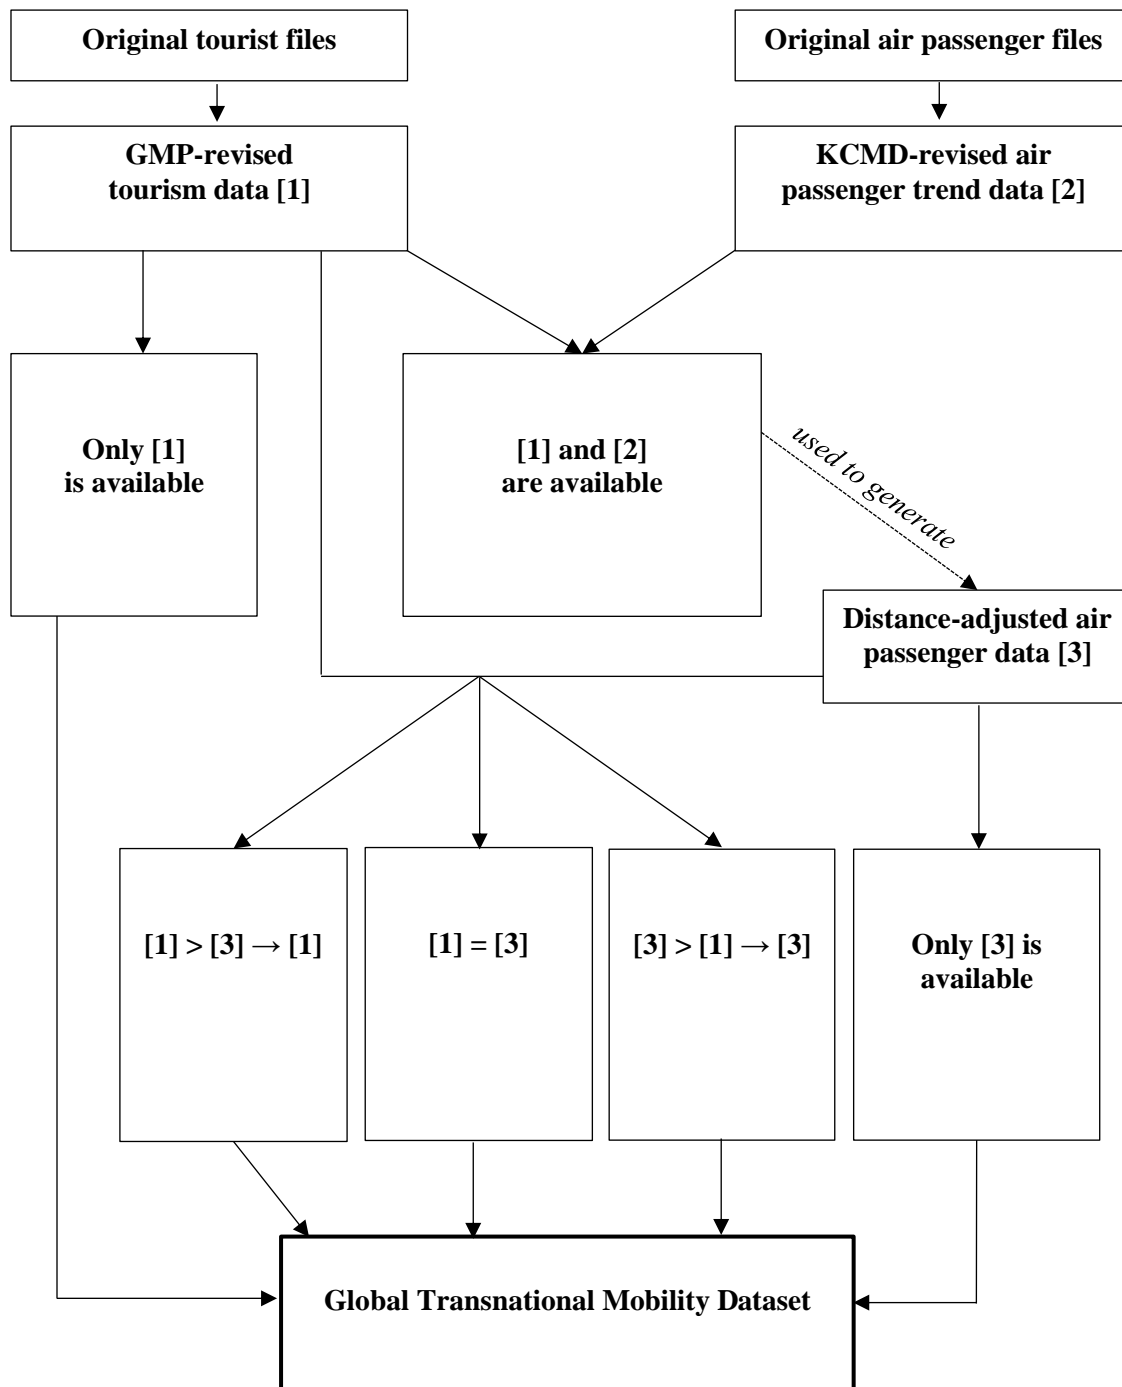 Original tourist files
Original air passenger files
GMP-revised
tourism data [1]
KCMD-revised air
passenger trend data [2]
Only [1]
is available
[1] and [2]
are available
used to generate
Distance-adjusted air
passenger data [3]
[1] > [3] → [1]
[1] = [3]
[3] > [1] → [3]
Only [3] is
available
Global Transnational Mobility Dataset